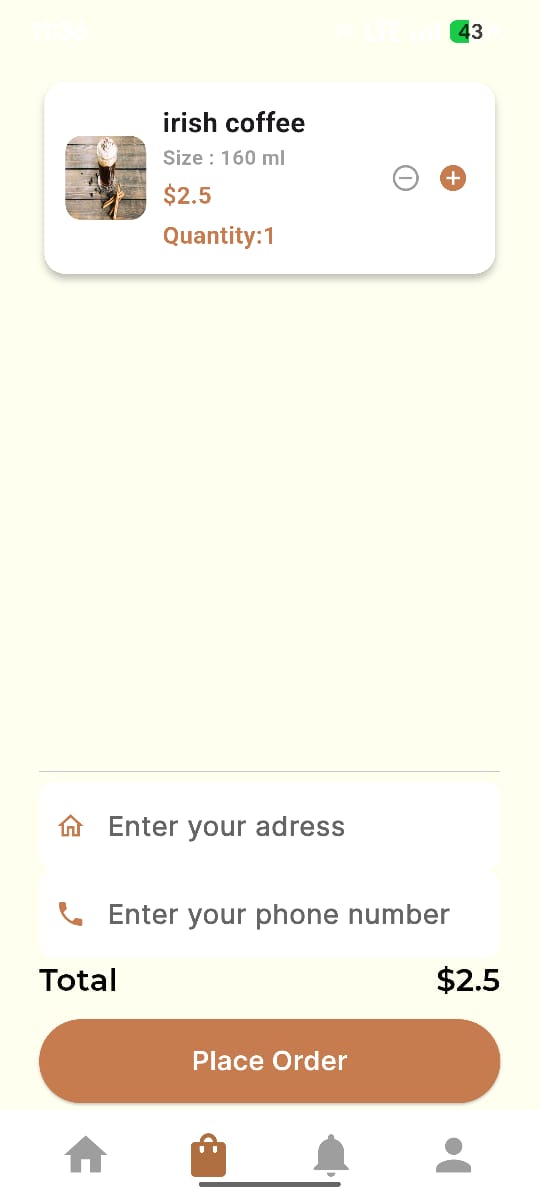 43
irish coffee
Size : 160 ml
$2.5
Quantity:1
Enter your adress
Enter your phone number
Total $2.5
Place Order